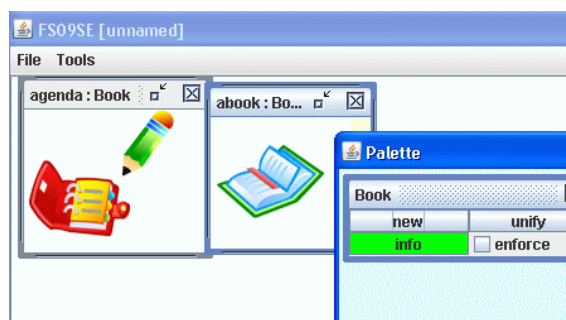 FS09SE [unnamed]
File Tools
agenda : Book
abook : Bo...
Palette
Book
new unify
info enforce